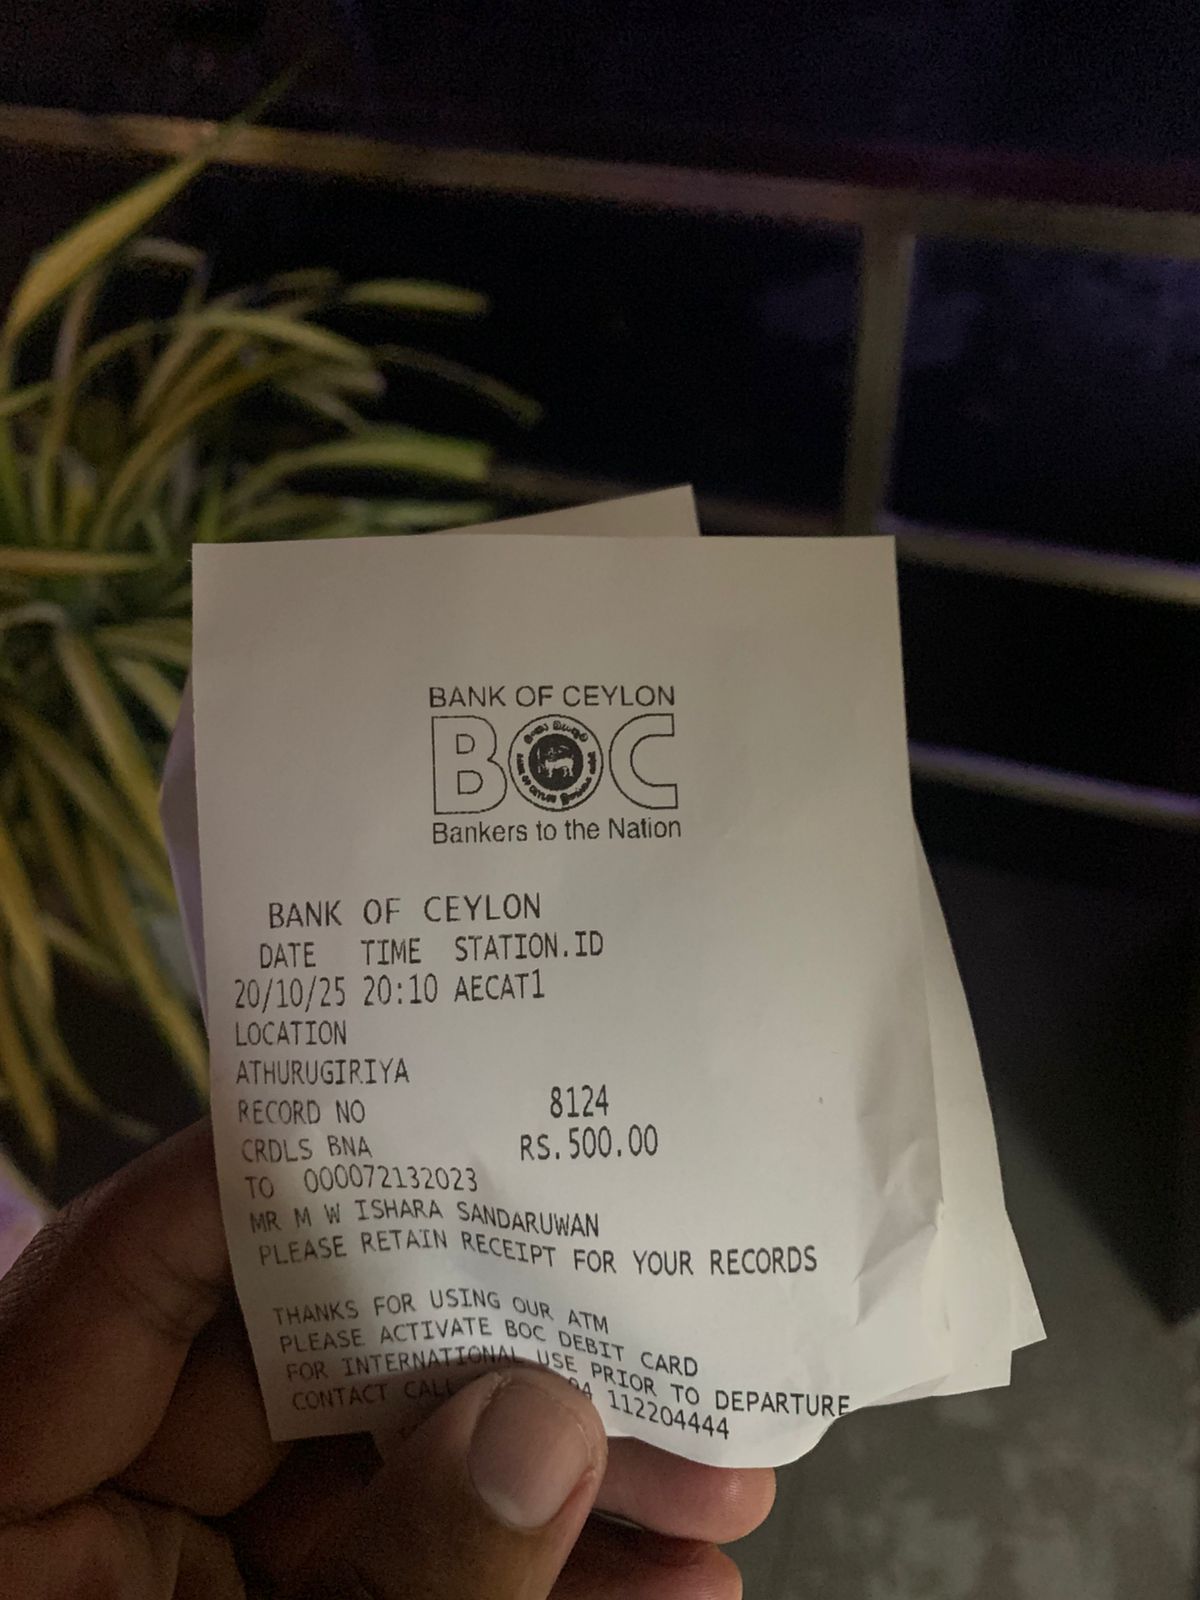 BANK OF CEYLON
BOC
Bankers to the Nation
BANK OF CEYLON
DATE TIME STATION.ID
20/10/25 20:10 AECAT1
LOCATION
ATHURUGIRIYA
RECORD NO 8124
CRDLS BNA RS.500.00
TO 000072132023
MR M W ISHARA SANDARUWAN
PLEASE RETAIN RECEIPT FOR YOUR RECORDS
THANKS FOR USING OUR ATM
PLEASE ACTIVATE BOC DEBIT CARD
FOR INTERNATIONAL USE PRIOR TO DEPARTURE
CONTACT CALL 112204444